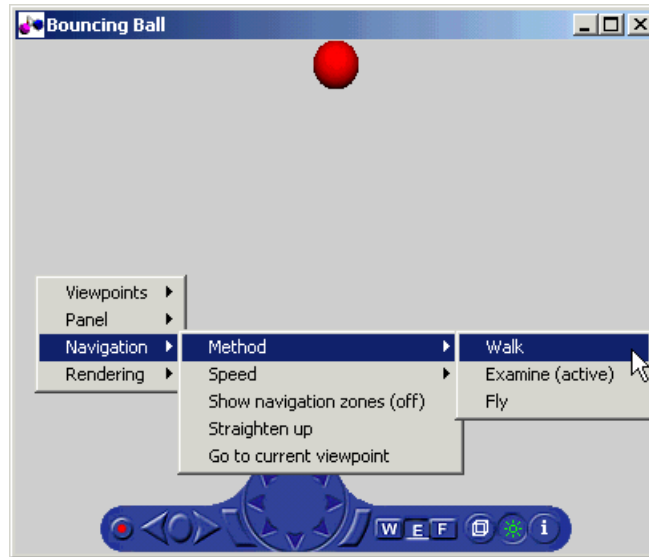 Bouncing Ball
Viewpoints
Panel
Navigation
Rendering
Method
Speed
Show navigation zones (off)
Straighten up
Go to current viewpoint
Walk
Examine (active)
Fly
W E F
i